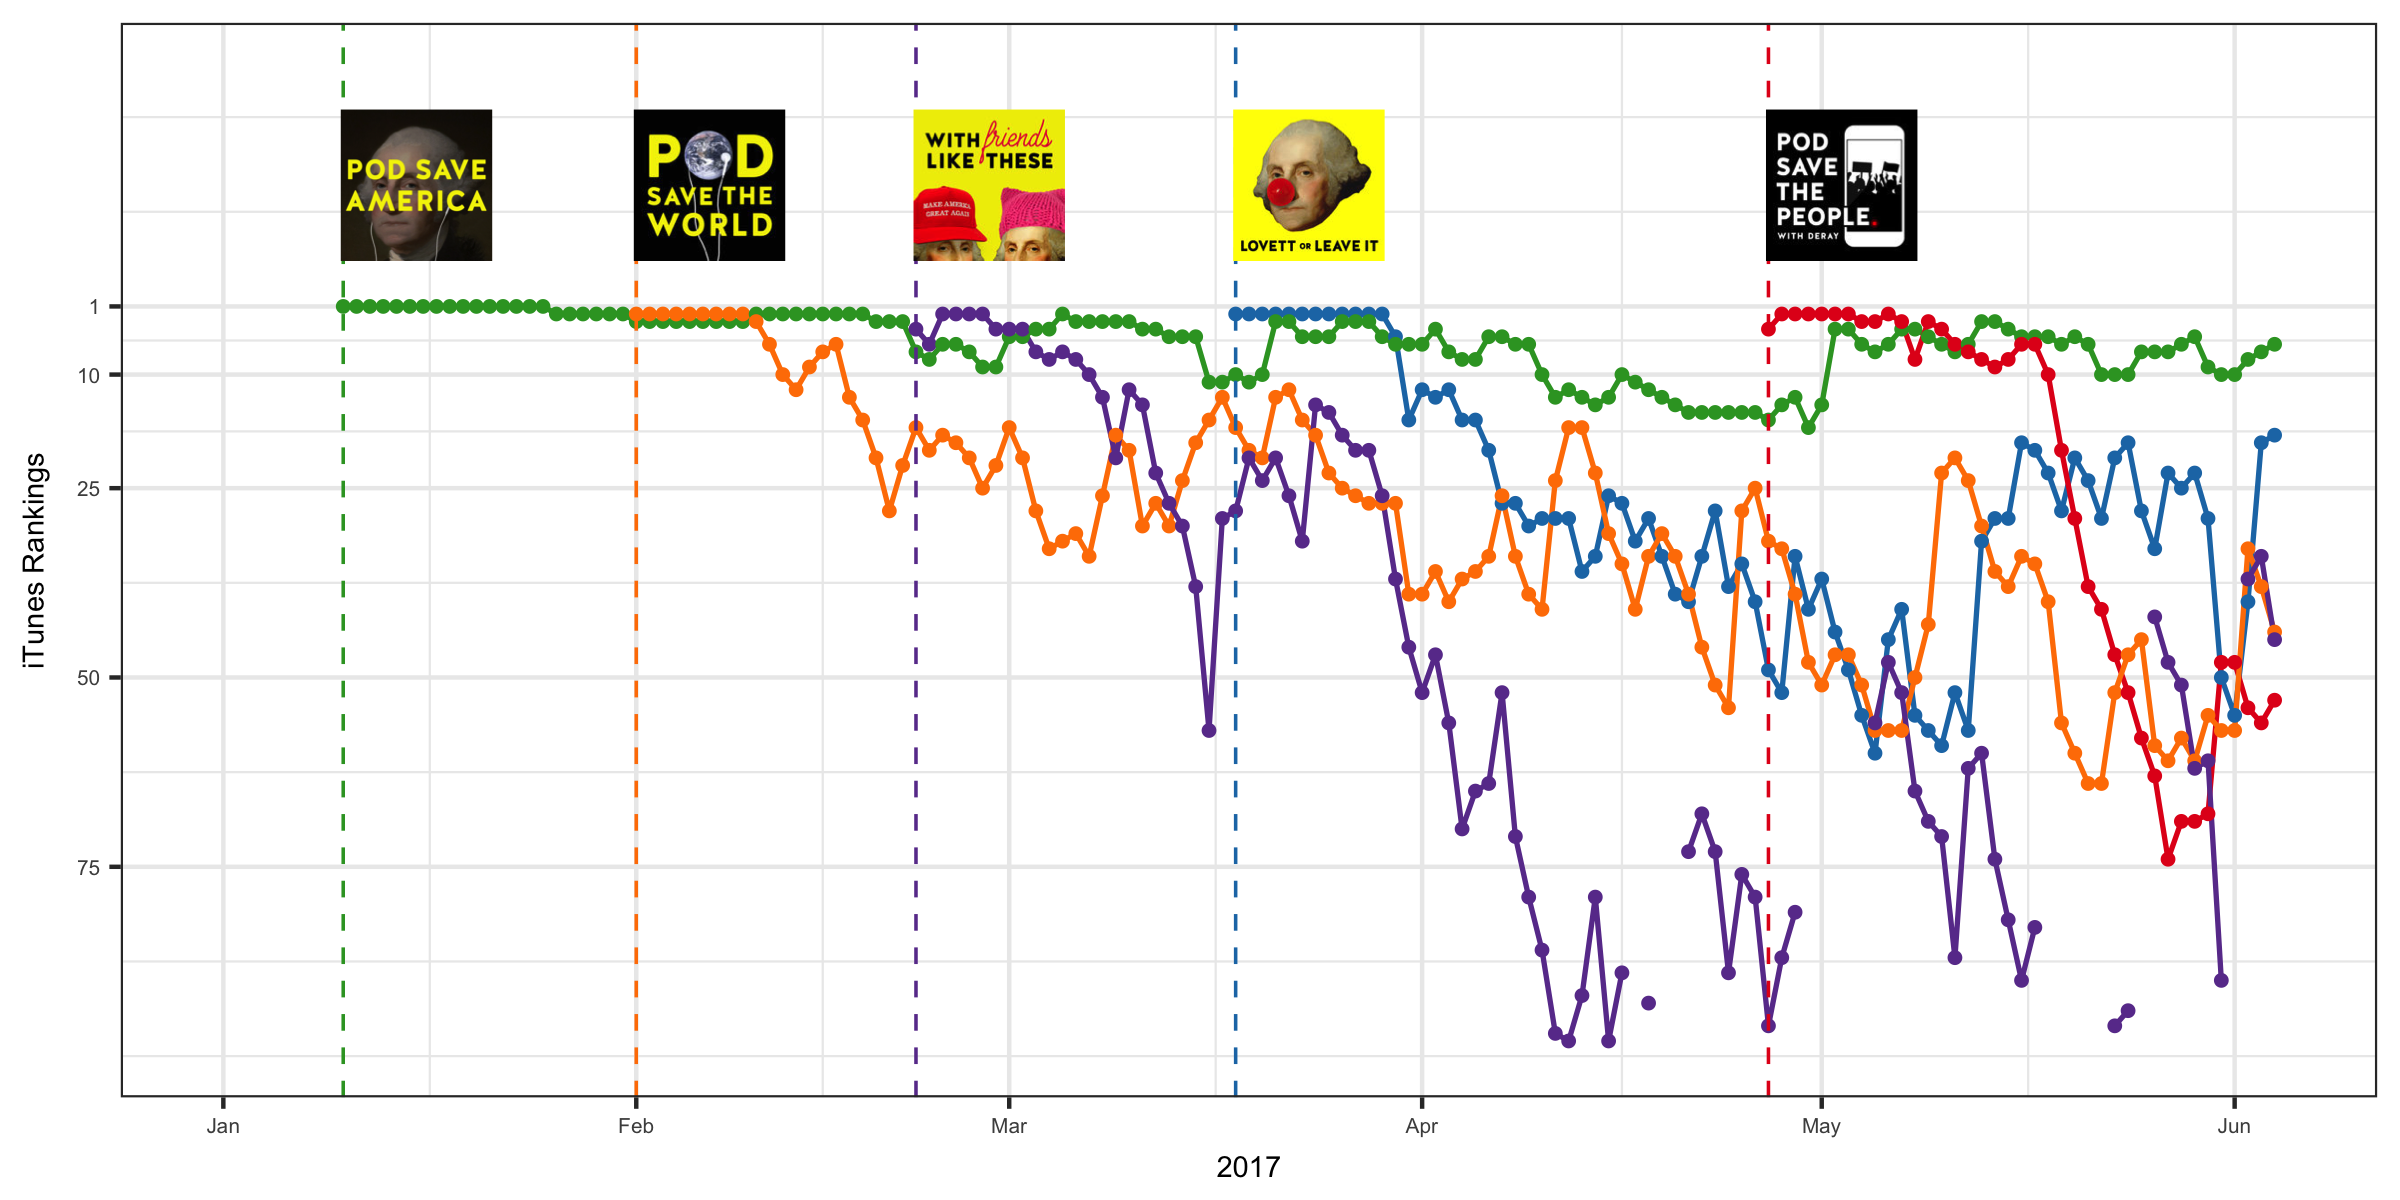 POD SAVE
AMERICA
POD
SAVE THE
WORLD
WITH friends
LIKE THESE
MAKE AMERICA
GREAT AGAIN
LOVETT OR LEAVE IT
POD
SAVE
THE
PEOPLE.
WITH DERAY
iTunes Rankings
1
10
25
50
75
Jan
Feb
Mar
Apr
May
Jun
2017